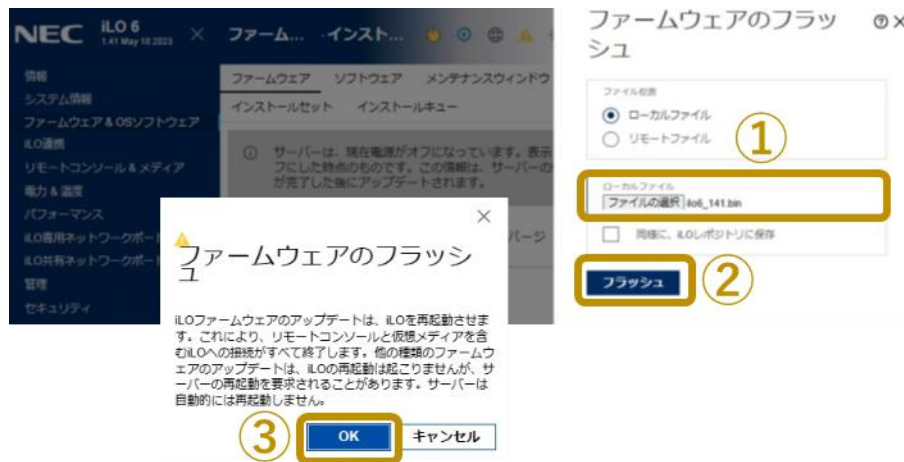 NEC iLO 6
1.41 May 18 2023
ファーム... ·インスト...
情報
システム情報
ファームウェア&OSソフトウェア
iLO連携
リモートコンソール&メディア
電力&温度
パフォーマンス
iLO専用ネットワークポー
iLO共有ネットワークポー
管理
セキュリティ
ファームウェア ソフトウェア メンテナンスウィンドウ
インストールセット インストールキュー
サーバーは、現在電源がオフになっています。表示
フにした時点のものです。この情報は、サーバーの
が完了した後にアップデートされます。
バージ
ファームウェアのフラッシ
ュ
iLOファームウェアのアップデートは、iLOを再起動させま
す。これにより、リモートコンソールと仮想メディアを含
むiLOへの接続がすべて終了します。他の種類のファームウ
ェアのアップデートは、iLOの再起動は起こりませんが、サ
ーバーの再起動を要求されることがあります。サーバーは
自動的には再起動しません。
③
OK キャンセル
ファームウェアのフラッ
シュ
ファイル位置
ローカルファイル
リモートファイル
①
ローカルファイル
ファイルの選択 ilo6_141.bin
同様に、iLOレポジトリに保存
フラッシュ
②